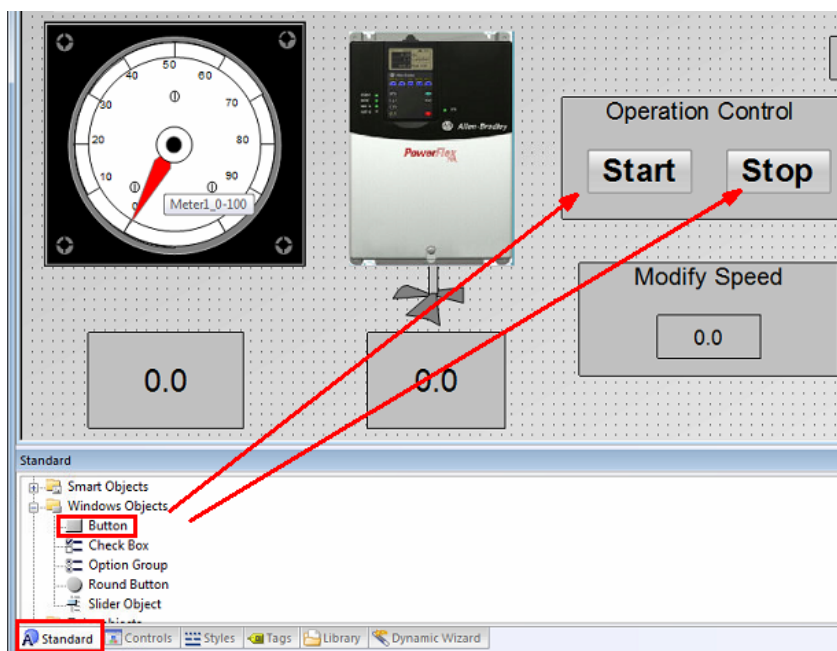 50
40
60
30
70
20
80
10
90
0
Meter1_0-100
Allen-Bradley
PowerFlex
Operation Control
Start
Stop
Modify Speed
0.0
0.0
0.0
Standard
Smart Objects
Windows Objects
Button
Check Box
Option Group
Round Button
Slider Object
Standard
Controls
Styles
Tags
Library
Dynamic Wizard